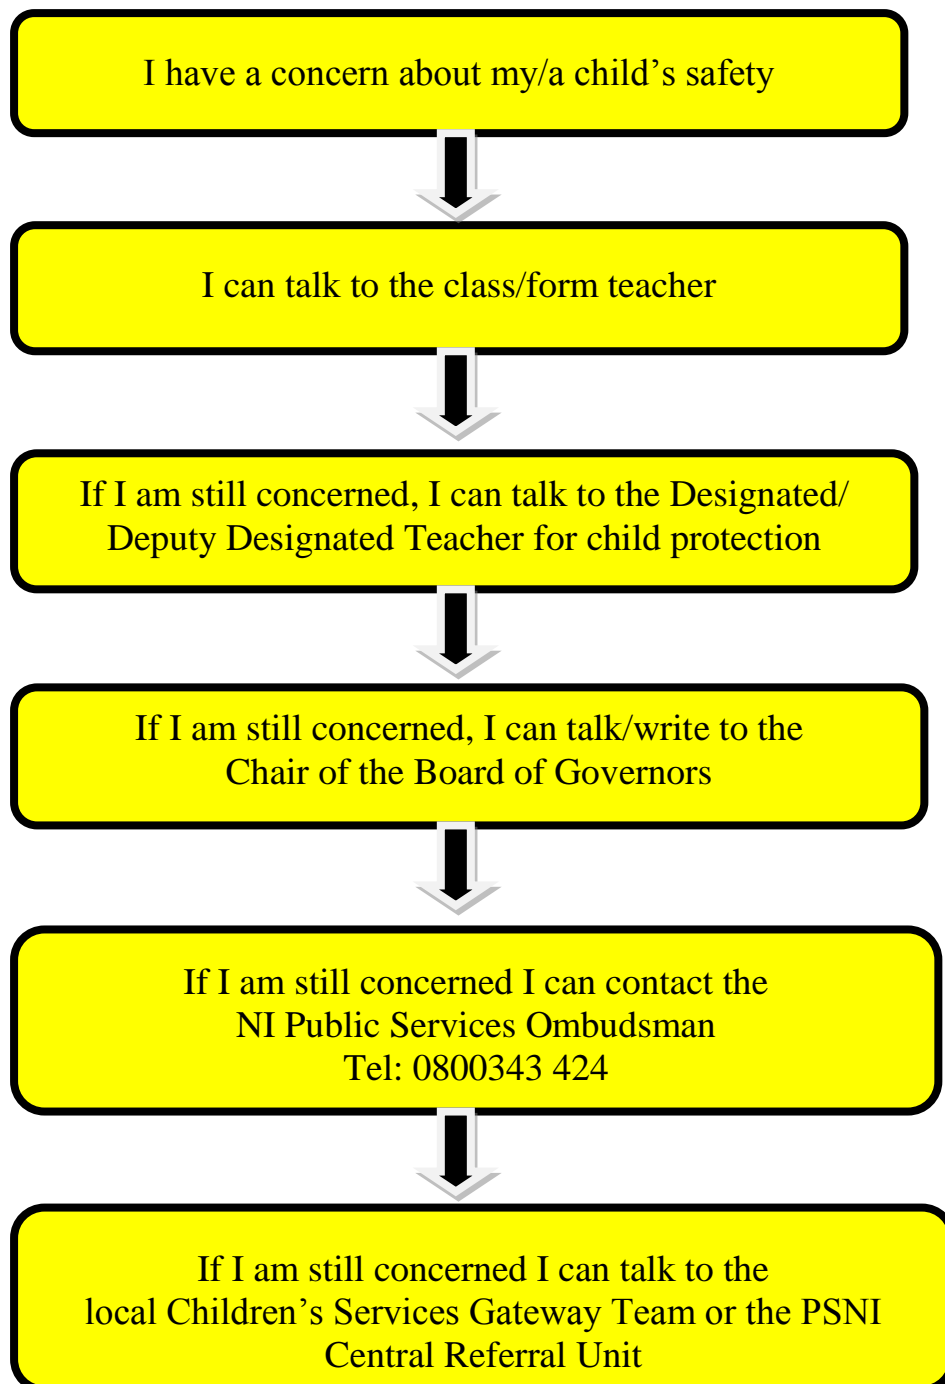 I have a concern about my/a child’s safety
I can talk to the class/form teacher
If I am still concerned, I can talk to the Designated/
Deputy Designated Teacher for child protection
If I am still concerned, I can talk/write to the
Chair of the Board of Governors
If I am still concerned I can contact the
NI Public Services Ombudsman
Tel: 0800343 424
If I am still concerned I can talk to the
local Children’s Services Gateway Team or the PSNI
Central Referral Unit